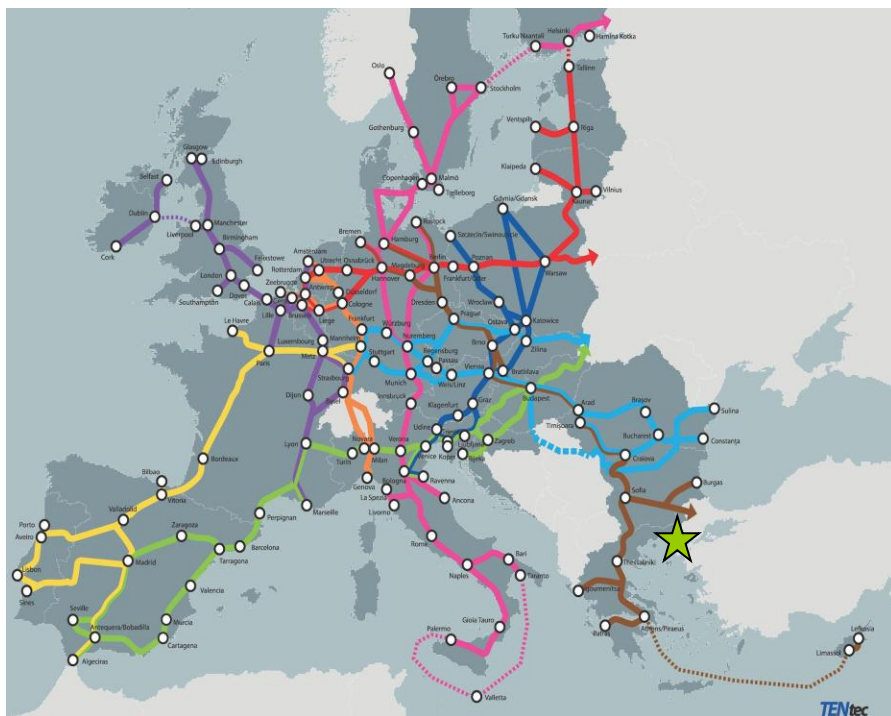 Helsinki
Turku/Naantali
Hamina Kotka
Oslo
Örebro
Stockholm
Talline
Gothenburg
Ventspils
Riga
Glasgow
Edinburgh
Belfast
Klaipeda
Vilnius
Copenhagen
Malmö
Trelleborg
Kaunas
Gdynia/Gdansk
Dublin
Manchester
Liverpool
Rostock
Bremen
Hamburg
Szczecin/Swinoujscie
Cork
Birmingham
Felixstowe
Amsterdam
Utrecht
Osnabrück
Magdeburg
Berlin
Poznan
Warsaw
London
Rotterdam
Zeebrugge
Hannover
Frankfurt/Oder
Southampton
Dover
Calais
Antwerp
Düsseldorf
Cologne
Dresden
Wroclaw
Lille
Brussels
Liege
Frankfurt
Prague
Katowice
Ostava
Le Havre
Würzburg
Luxembourg
Mannheim
Nuremberg
Brno
Zilina
Paris
Metz
Stuttgart
Regensburg
Passau
Strasbourg
Munich
Wels/Linz
Vienna
Bratislava
Dijon
Basel
Innsbruck
Klagenfurt
Graz
Budapest
Arad
Brasov
Sulina
Udine
Timişoara
Bucharest
Constanța
Lyon
Novara
Verona
Ljubljana
Zagreb
Turin
Milan
Venice
Koper
Rijeka
Craiova
Bordeaux
Genova
Bologna
Ravenna
Bilbao
La Spezia
Sofia
Burgas
Vitoria
Marseille
Livorno
Ancona
Perpignan
Porto
Valladolid
Zaragoza
Aveiro
Rome
Barcelona
Bari
Madrid
Tarragona
Naples
Taranto
Thessaloniki
Lisbon
Valencia
Igoumenitsa
Sines
Seville
Murcia
Gioia Tauro
Antequera/Bobadilla
Palermo
Patras
Athens/Piraeus
Lefkosia
Cartagena
Limassol
Algeciras
Valletta
TENtec